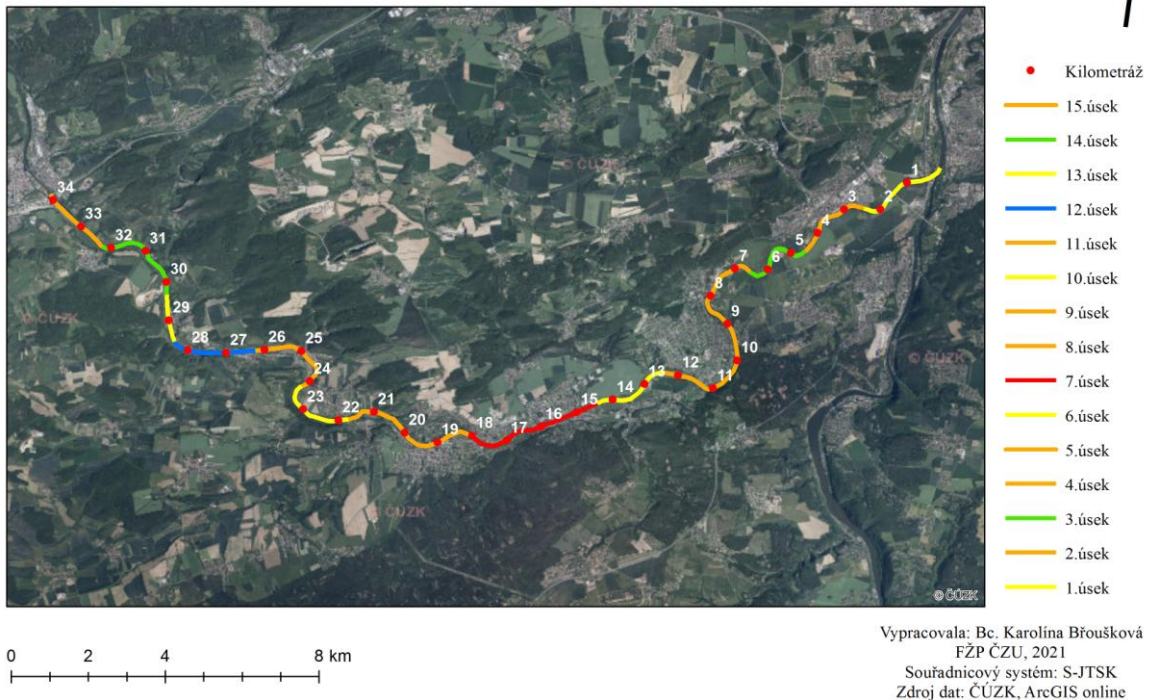 Kilometráž
15.úsek
14.úsek
13.úsek
12.úsek
11.úsek
10.úsek
9.úsek
8.úsek
7.úsek
6.úsek
5.úsek
4.úsek
3.úsek
2.úsek
1.úsek
© ČÚZK
1
2
3
4
5
6
7
8
9
10
11
12
13
14
15
16
17
18
19
20
21
22
23
24
25
26
27
28
29
30
31
32
33
34
© ČÚZK
© ČÚZK
© ČÚZK
© ČÚZK
0 2 4 8 km
Vypracovala: Bc. Karolína Břoušková
FŽP ČZU, 2021
Souřadnicový systém: S-JTSK
Zdroj dat: ČÚZK, ArcGIS online